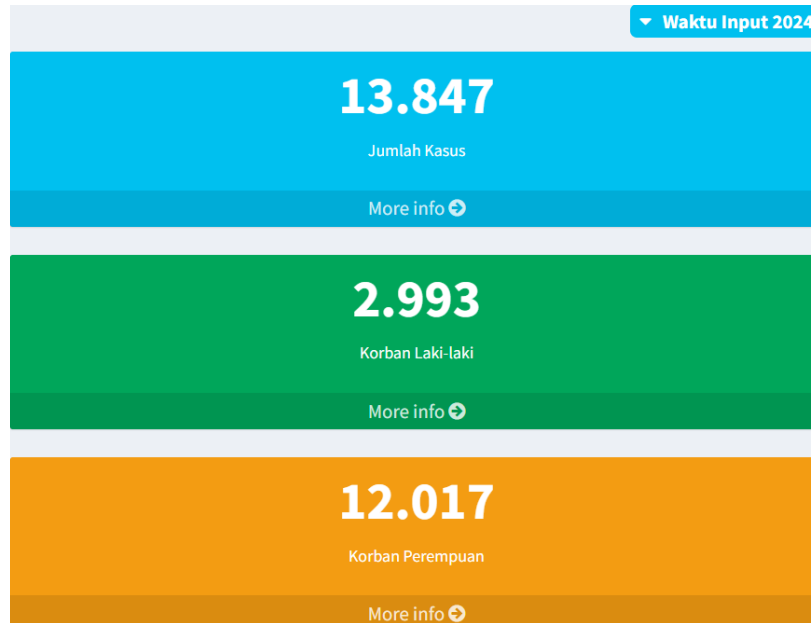 Waktu Input 2024
13.847
Jumlah Kasus
More info
2.993
Korban Laki-laki
More info
12.017
Korban Perempuan
More info